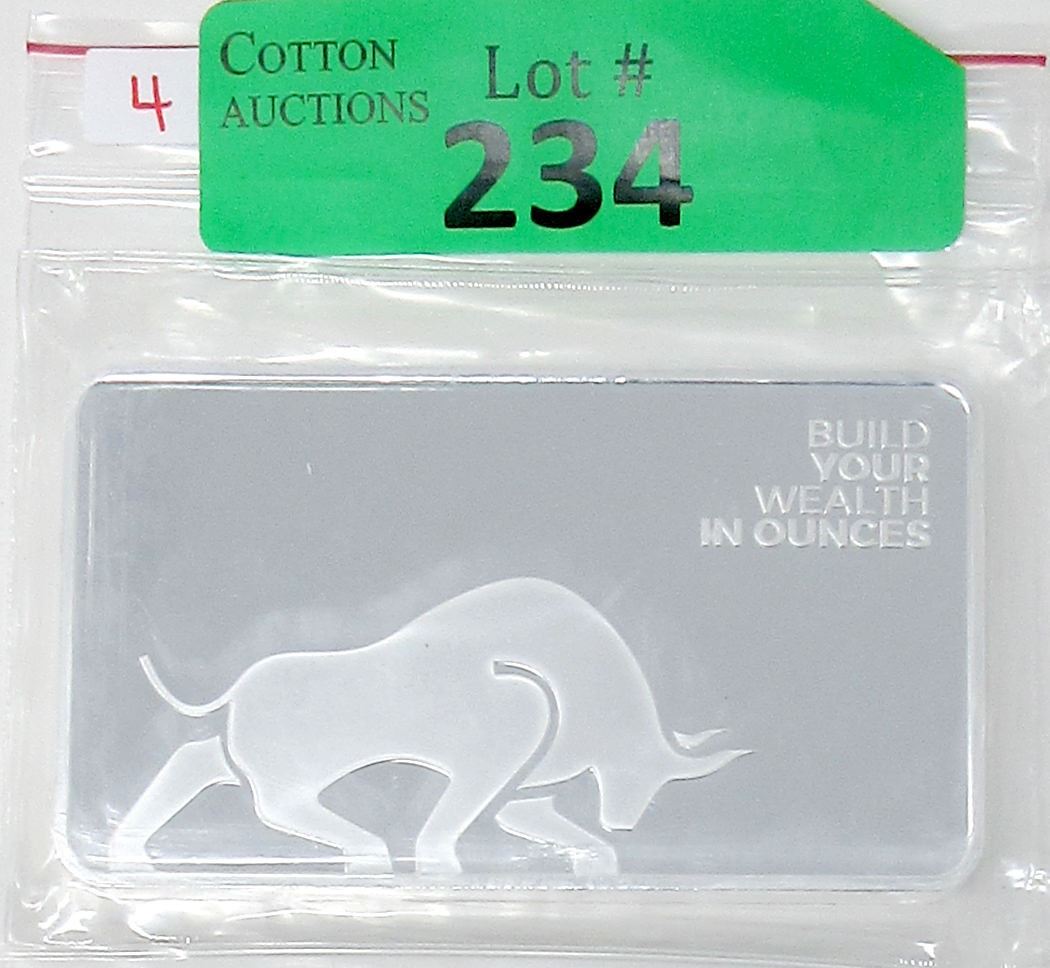 4
COTTON
AUCTIONS
Lot #
234
BUILD
YOUR
WEALTH
IN OUNCES